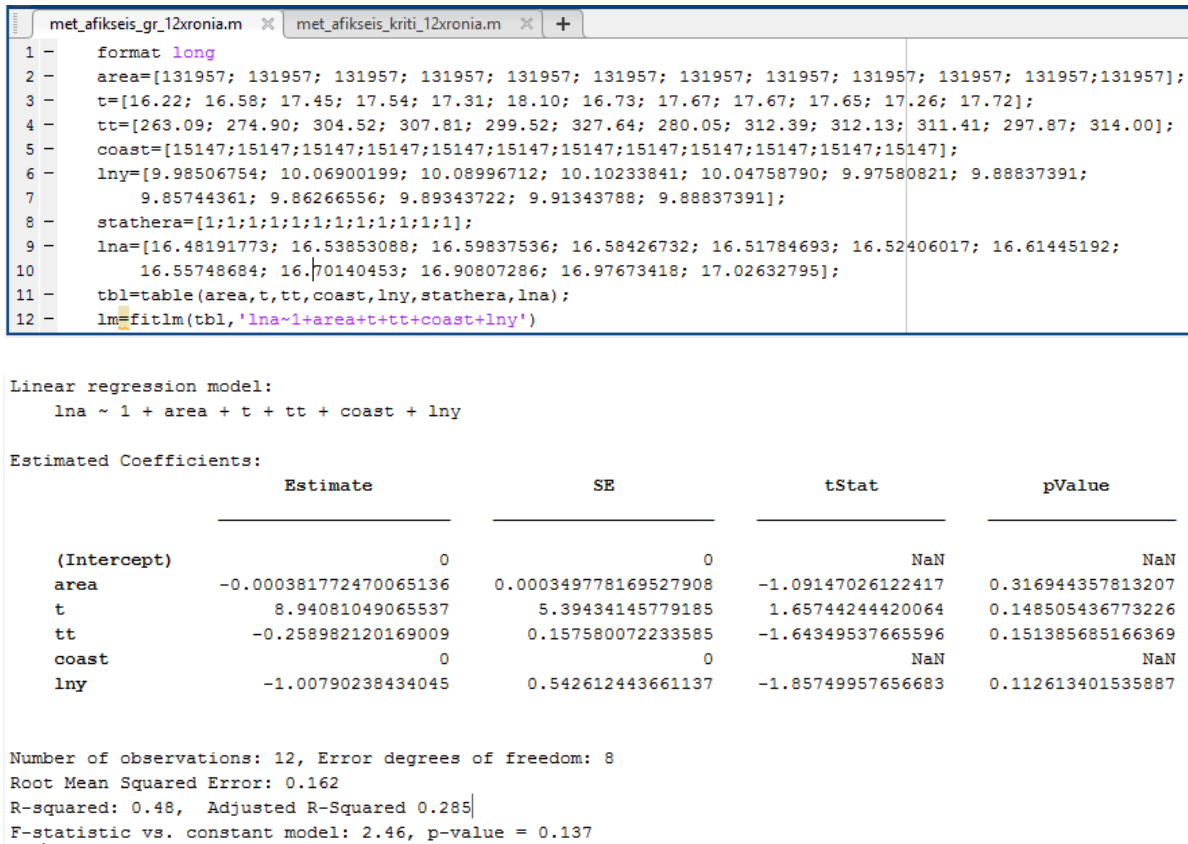 met_afikseis_gr_12xronia.m × met_afikseis_kriti_12xronia.m × +
1 - format long
2 - area=[131957; 131957; 131957; 131957; 131957; 131957; 131957; 131957; 131957; 131957; 131957;131957];
3 - t=[16.22; 16.58; 17.45; 17.54; 17.31; 18.10; 16.73; 17.67; 17.67; 17.65; 17.26; 17.72];
4 - tt=[263.09; 274.90; 304.52; 307.81; 299.52; 327.64; 280.05; 312.39; 312.13; 311.41; 297.87; 314.00];
5 - coast=[15147;15147;15147;15147;15147;15147;15147;15147;15147;15147;15147;15147];
6 - lny=[9.98506754; 10.06900199; 10.08996712; 10.10233841; 10.04758790; 9.97580821; 9.88837391;
7 9.85744361; 9.86266556; 9.89343722; 9.91343788; 9.88837391];
8 - stathera=[1;1;1;1;1;1;1;1;1;1;1;1];
9 - lna=[16.48191773; 16.53853088; 16.59837536; 16.58426732; 16.51784693; 16.52406017; 16.61445192;
10 16.55748684; 16.70140453; 16.90807286; 16.97673418; 17.02632795];
11 - tbl=table(area,t,tt,coast,lny,stathera,lna);
12 - lm=fitlm(tbl,'lna~1+area+t+tt+coast+lny')
Linear regression model:
lna ~ 1 + area + t + tt + coast + lny
Estimated Coefficients:
Estimate SE tStat pValue
(Intercept) 0 0 NaN NaN
area -0.000381772470065136 0.000349778169527908 -1.09147026122417 0.316944357813207
t 8.94081049065537 5.39434145779185 1.65744244420064 0.148505436773226
tt -0.258982120169009 0.157580072233585 -1.64349537665596 0.151385685166369
coast 0 0 NaN NaN
lny -1.00790238434045 0.542612443661137 -1.85749957656683 0.112613401535887
Number of observations: 12, Error degrees of freedom: 8
Root Mean Squared Error: 0.162
R-squared: 0.48, Adjusted R-Squared 0.285
F-statistic vs. constant model: 2.46, p-value = 0.137